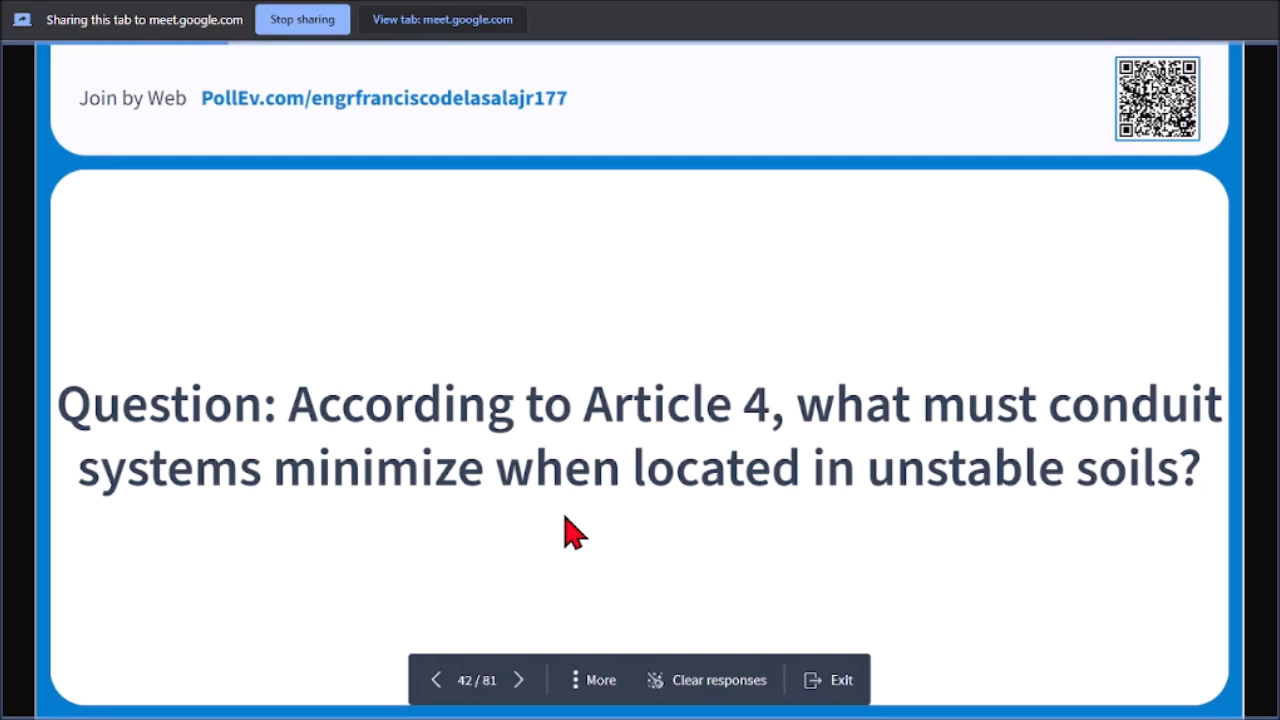 Sharing this tab to meet.google.com Stop sharing View tab: meet.google.com
Join by Web PollEv.com/engrfranciscodelasalajr177
Question: According to Article 4, what must conduit
systems minimize when located in unstable soils?
42 / 81 More Clear responses Exit